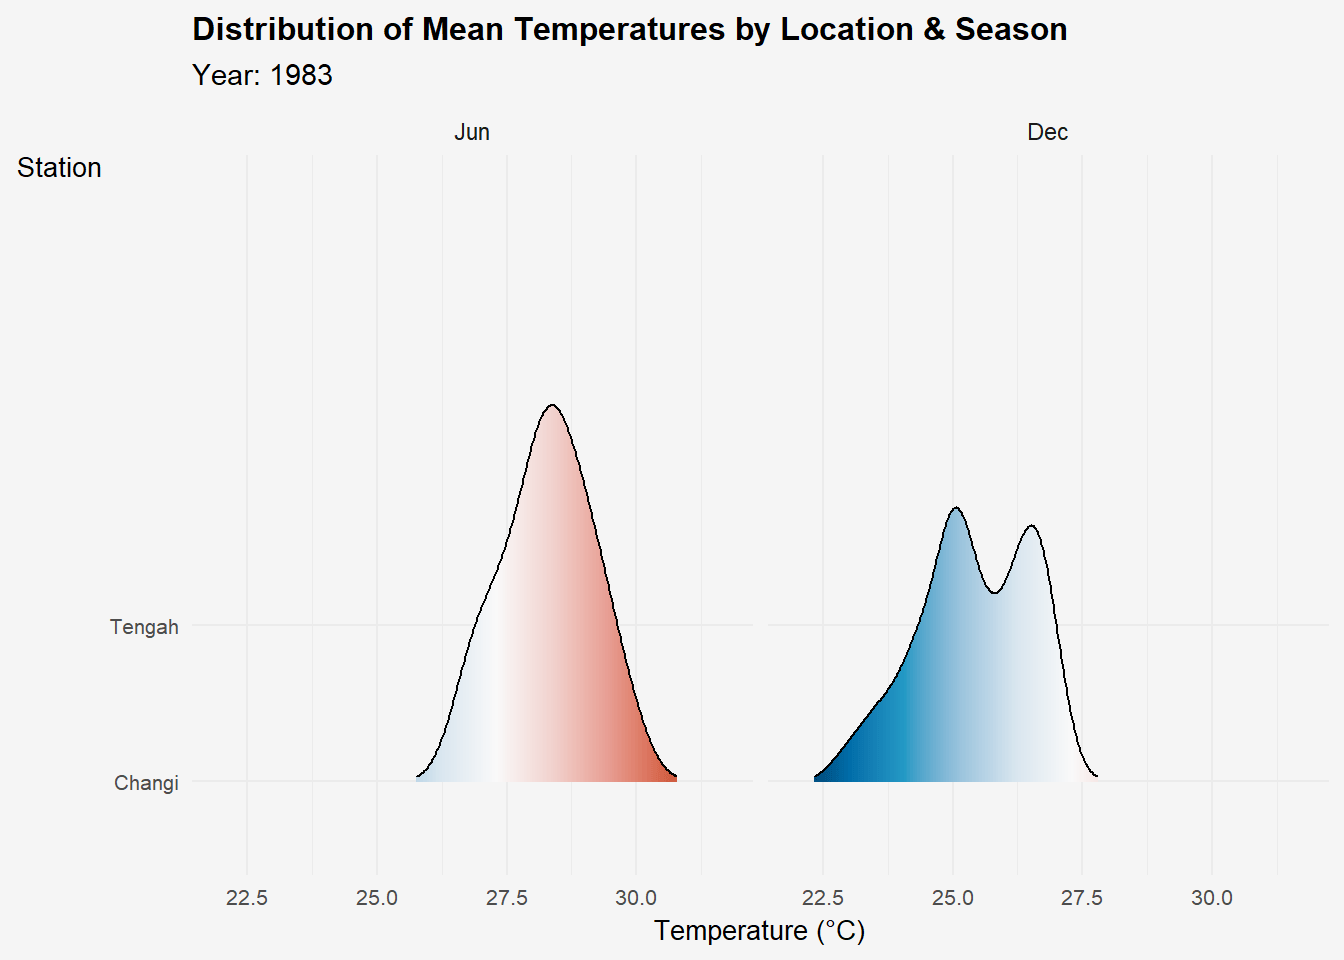 Distribution of Mean Temperatures by Location & Season
Year: 1983
Jun
Dec
Station
Tengah
Changi
22.5 25.0 27.5 30.0
22.5 25.0 27.5 30.0
Temperature (°C)